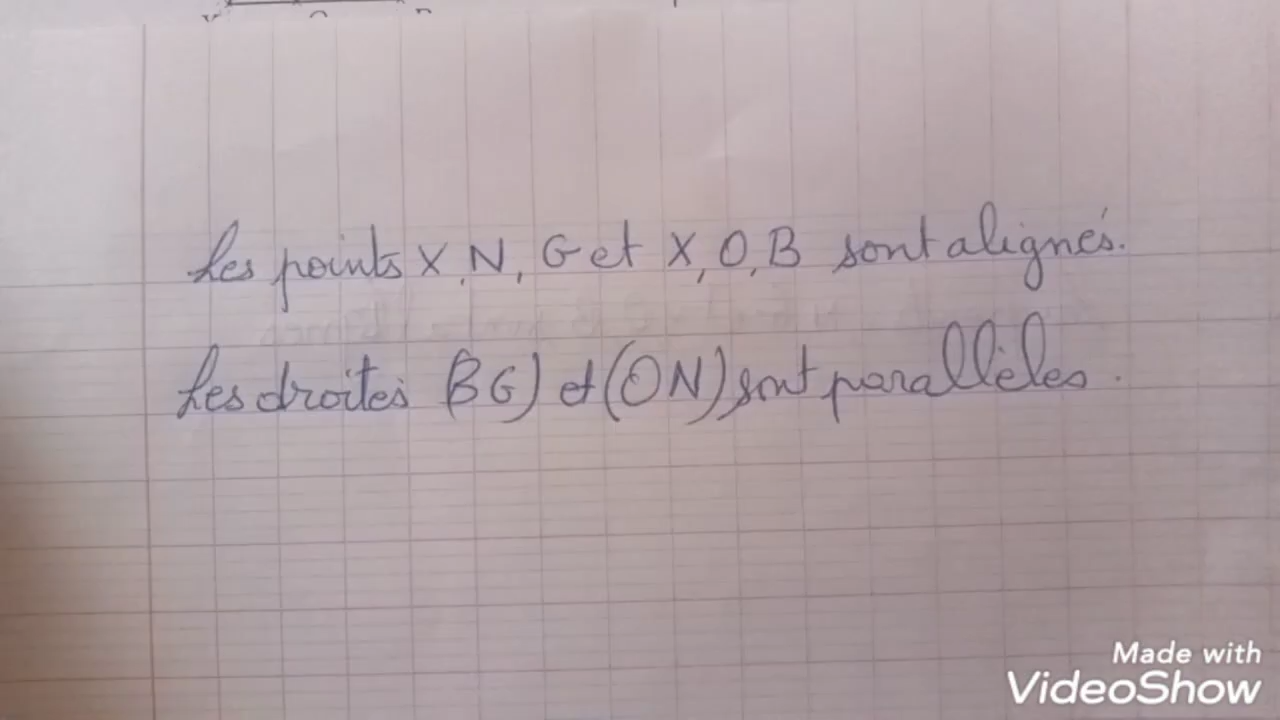 Les points X, N, G et X, O, B sont alignés.
Les droites (BG) et (ON) sont parallèles.
Made with
VideoShow